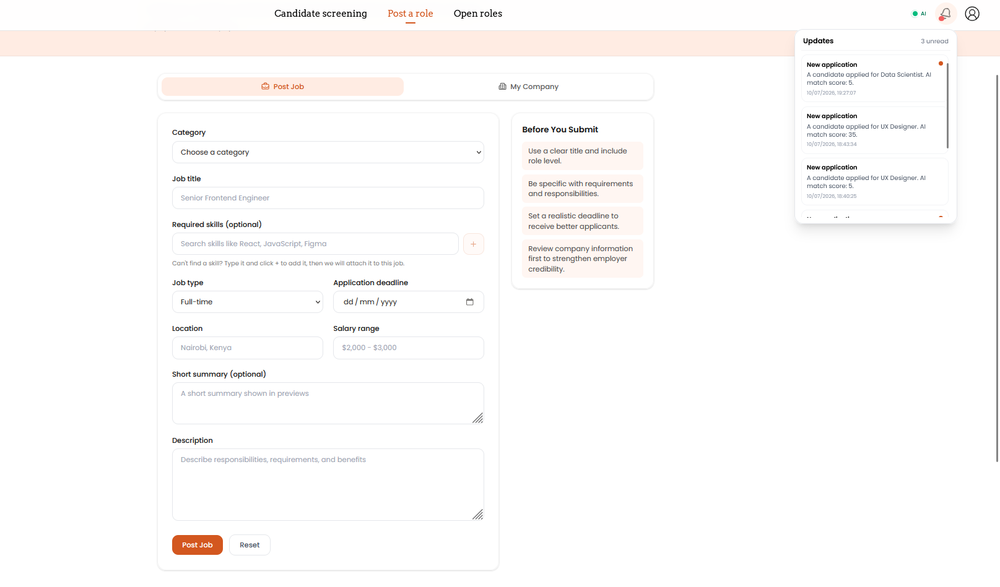 Candidate screening
Post a role
Open roles
AI
Updates
3 unread
New application
A candidate applied for Data Scientist. AI
match score: 5.
10/07/2026, 19:27:07
New application
A candidate applied for UX Designer. AI
match score: 35.
10/07/2026, 18:43:34
New application
A candidate applied for UX Designer. AI
match score: 5.
10/07/2026, 18:40:25
Post Job
My Company
Category
Choose a category
Job title
Senior Frontend Engineer
Required skills (optional)
Search skills like React, JavaScript, Figma
+
Can't find a skill? Type it and click + to add it, then we will attach it to this job.
Job type
Application deadline
Full-time
dd / mm / yyyy
Location
Salary range
Nairobi, Kenya
$2,000 - $3,000
Short summary (optional)
A short summary shown in previews
Description
Describe responsibilities, requirements, and benefits
Post Job
Reset
Before You Submit
Use a clear title and include
role level.
Be specific with requirements
and responsibilities.
Set a realistic deadline to
receive better applicants.
Review company information
first to strengthen employer
credibility.